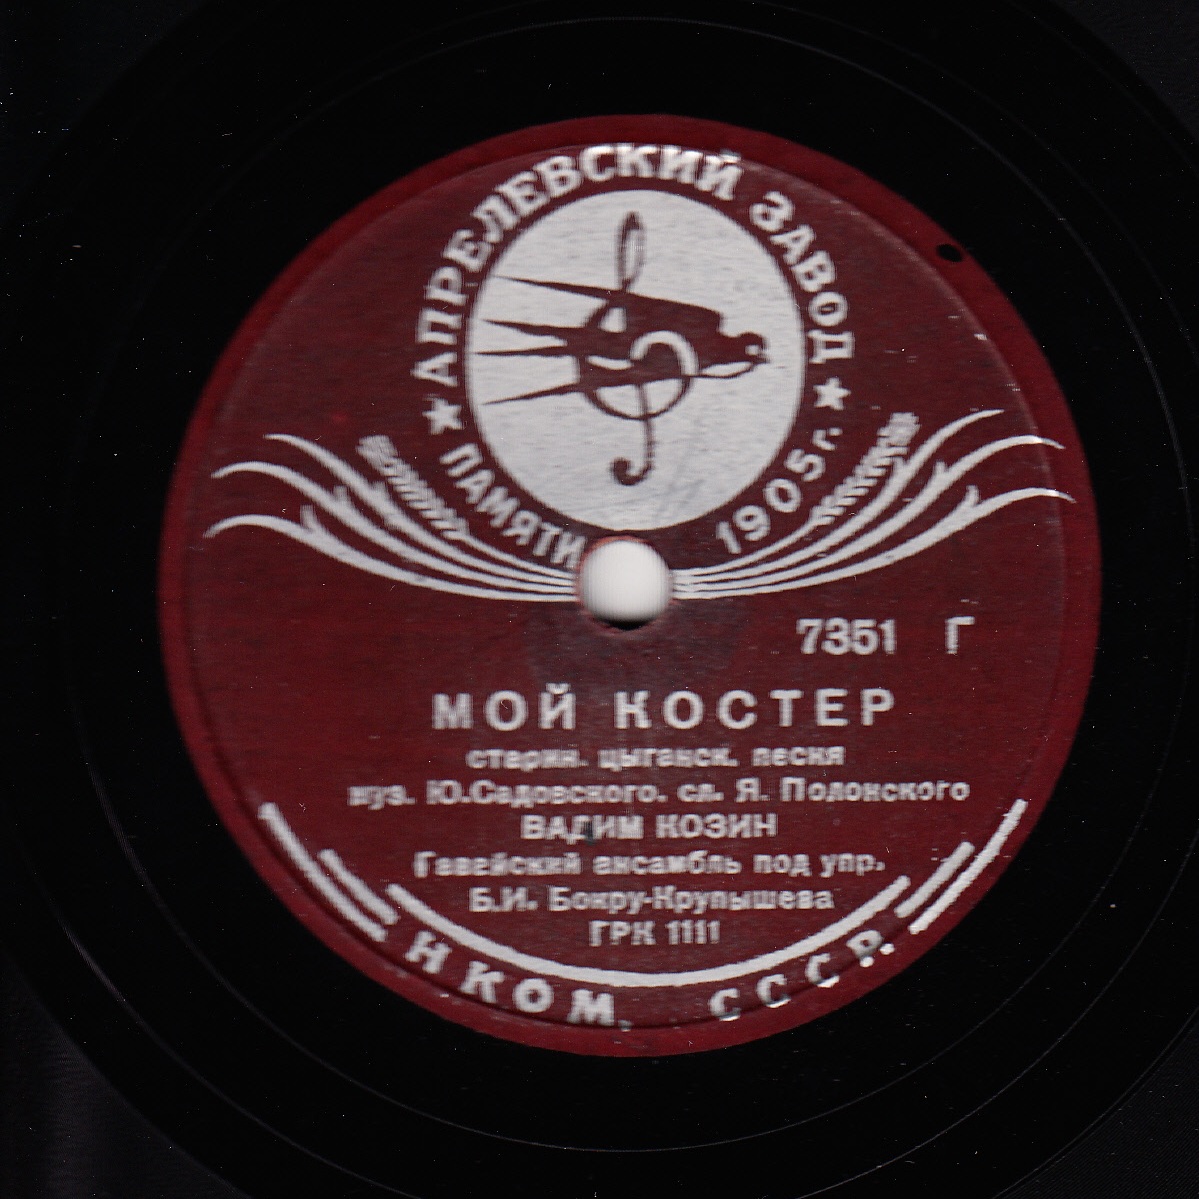 АПРЕЛЕВСКИЙ ЗАВОД
ПАМЯТИ 1905 г.
7351 Г
МОЙ КОСТЕР
старин. цыганск. песня
муз. Ю.Садовского. сл. Я. Полонского
ВАДИМ КОЗИН
Гавейский ансамбль под упр.
Б.И. Бокру-Крупышева
ГРК 1111
НКОМ. СССР.